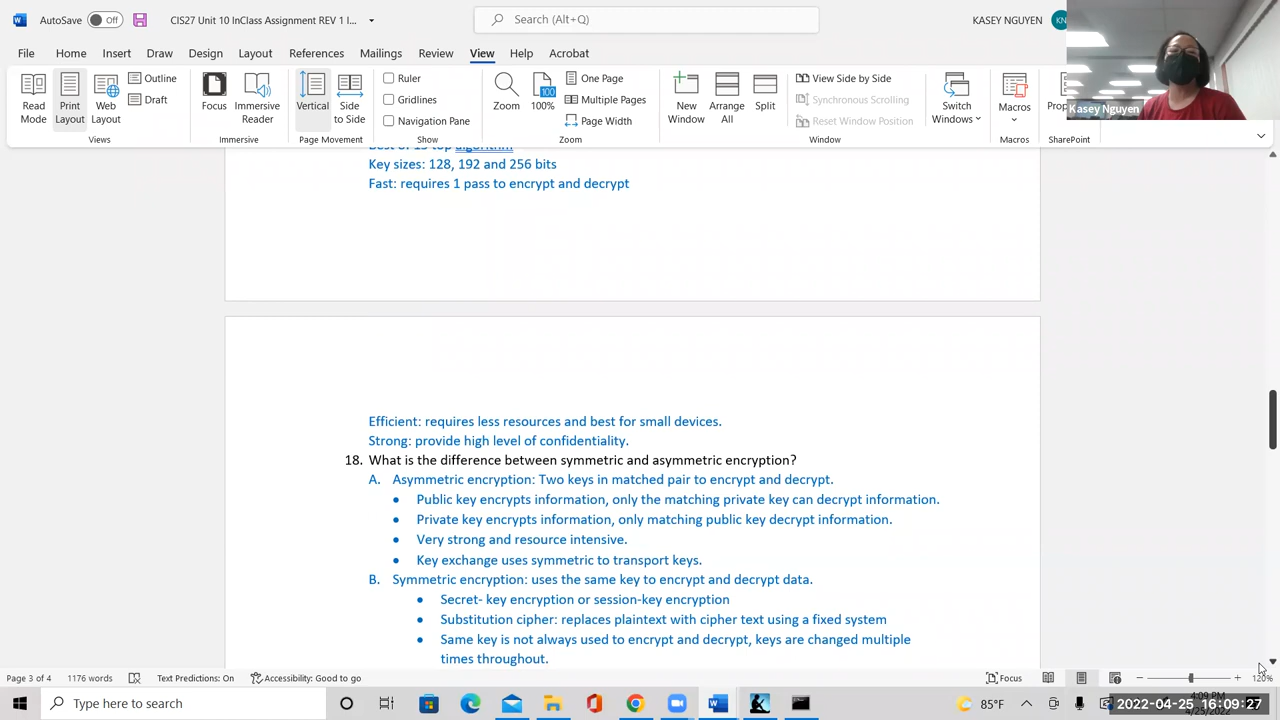 AutoSave Off CIS27 Unit 10 InClass Assignment REV 1 I... Search (Alt+Q) KASEY NGUYEN KN
File Home Insert Draw Design Layout References Mailings Review View Help Acrobat
Read Mode Print Layout Web Layout Outline Draft Views
Focus Immersive Reader Immersive
Vertical Side to Side Page Movement
Ruler Gridlines Navigation Pane Show
Zoom 100 100% One Page Multiple Pages Page Width Zoom
New Window Arrange All Split View Side by Side Synchronous Scrolling Reset Window Position Switch Windows Window
Macros Macros
SharePoint
Kasey Nguyen
Best of 15 top algorithm
Key sizes: 128, 192 and 256 bits
Fast: requires 1 pass to encrypt and decrypt
Efficient: requires less resources and best for small devices.
Strong: provide high level of confidentiality.
18. What is the difference between symmetric and asymmetric encryption?
A. Asymmetric encryption: Two keys in matched pair to encrypt and decrypt.
• Public key encrypts information, only the matching private key can decrypt information.
• Private key encrypts information, only matching public key decrypt information.
• Very strong and resource intensive.
• Key exchange uses symmetric to transport keys.
B. Symmetric encryption: uses the same key to encrypt and decrypt data.
• Secret- key encryption or session-key encryption
• Substitution cipher: replaces plaintext with cipher text using a fixed system
• Same key is not always used to encrypt and decrypt, keys are changed multiple
times throughout.
Page 3 of 4 1176 words Text Predictions: On Accessibility: Good to go Focus 120%
Type here to search 85°F 4:09 PM
2022-04-25 16:09:27